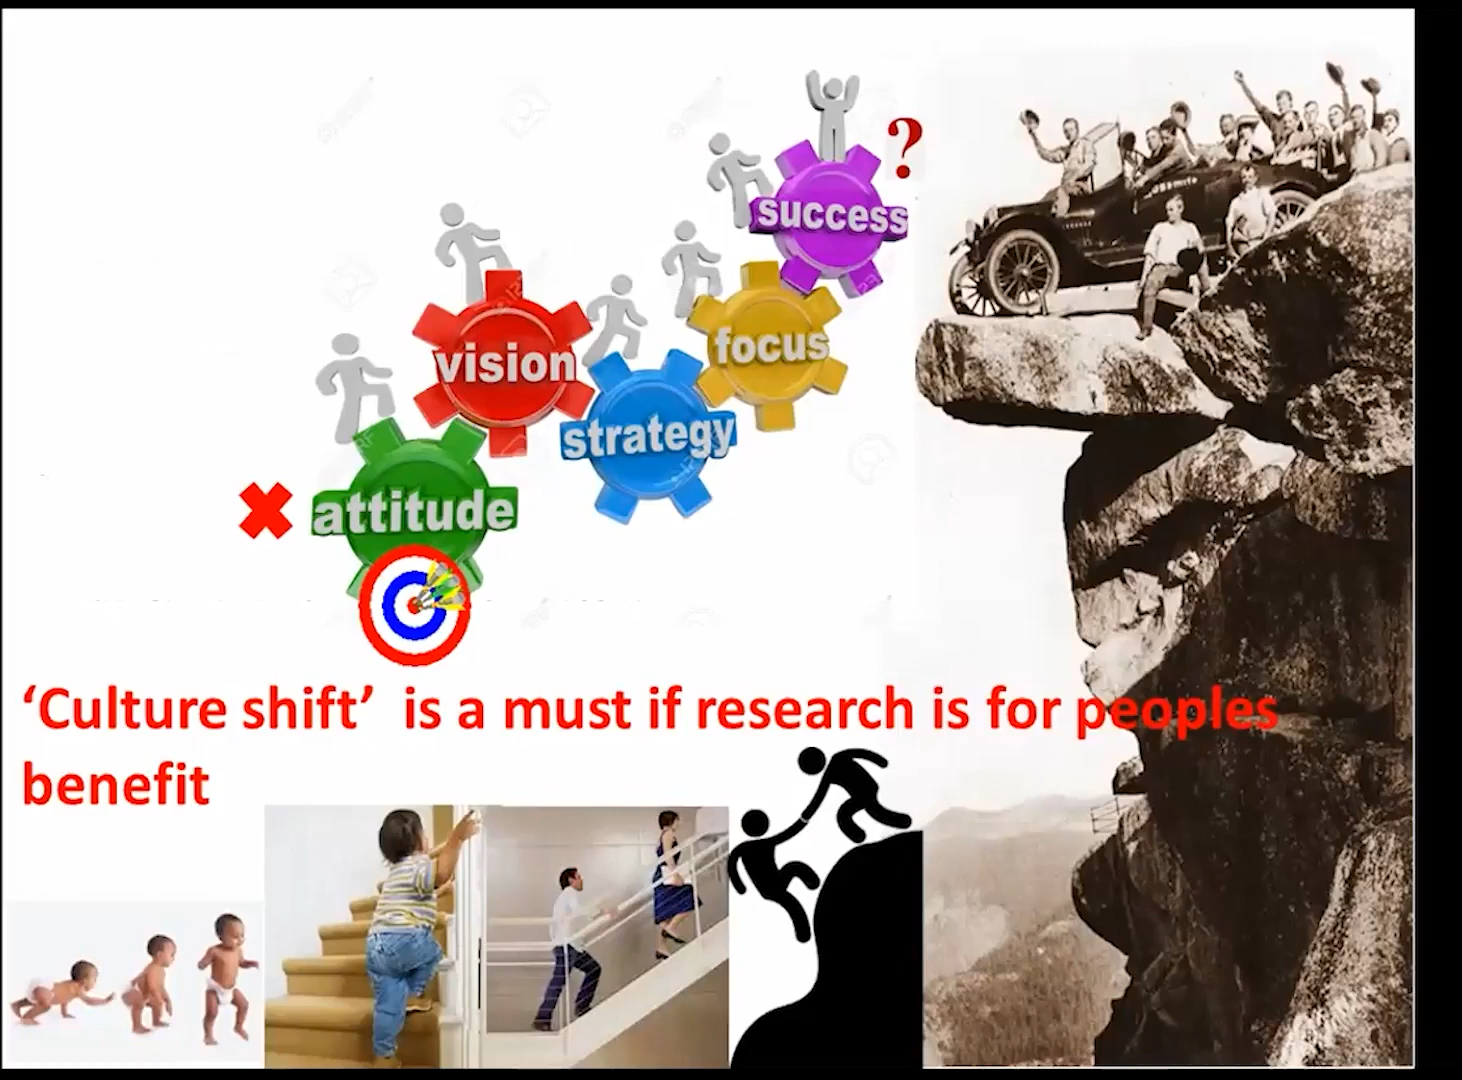 ?
success
focus
vision
strategy
attitude
‘Culture shift’ is a must if research is for peoples
benefit